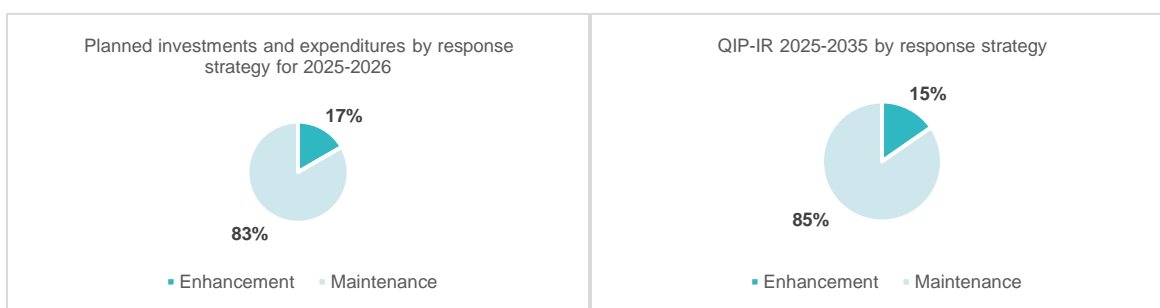 Planned investments and expenditures by response
strategy for 2025-2026
17%
83%
Enhancement Maintenance
QIP-IR 2025-2035 by response strategy
15%
85%
Enhancement Maintenance